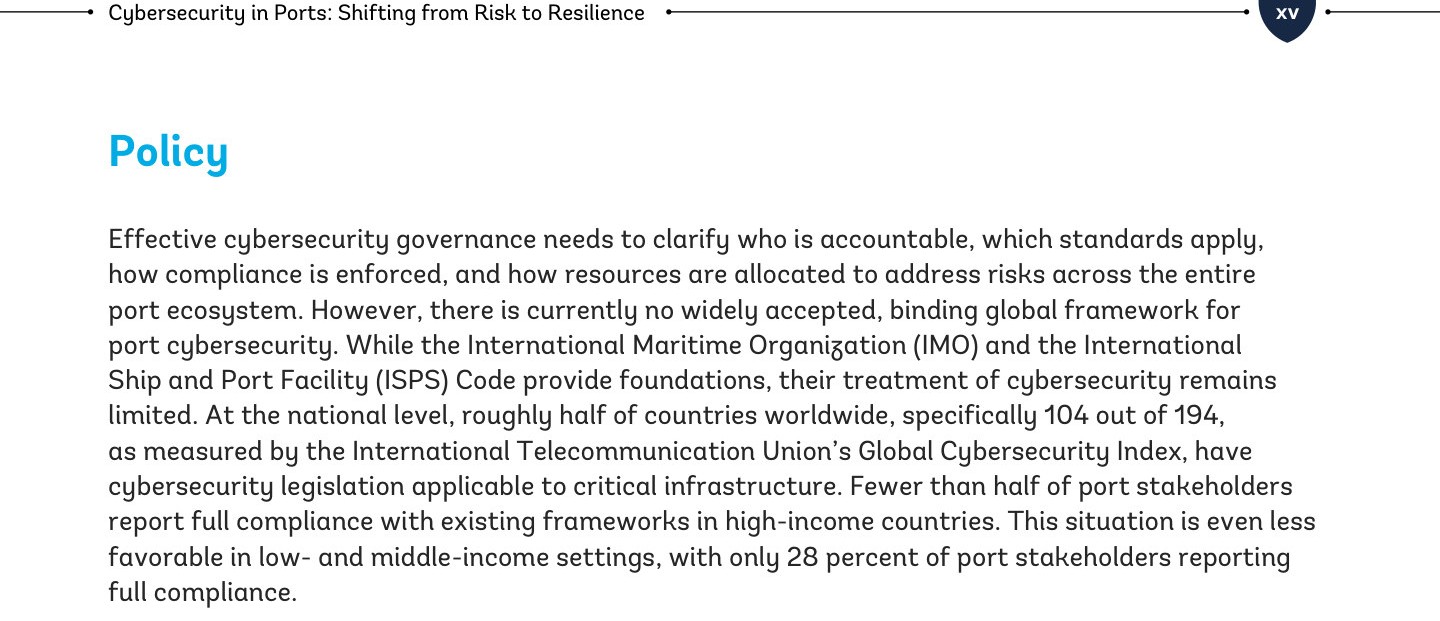 Cybersecurity in Ports: Shifting from Risk to Resilience
xv
Policy
Effective cybersecurity governance needs to clarify who is accountable, which standards apply,
how compliance is enforced, and how resources are allocated to address risks across the entire
port ecosystem. However, there is currently no widely accepted, binding global framework for
port cybersecurity. While the International Maritime Organization (IMO) and the International
Ship and Port Facility (ISPS) Code provide foundations, their treatment of cybersecurity remains
limited. At the national level, roughly half of countries worldwide, specifically 104 out of 194,
as measured by the International Telecommunication Union’s Global Cybersecurity Index, have
cybersecurity legislation applicable to critical infrastructure. Fewer than half of port stakeholders
report full compliance with existing frameworks in high-income countries. This situation is even less
favorable in low- and middle-income settings, with only 28 percent of port stakeholders reporting
full compliance.